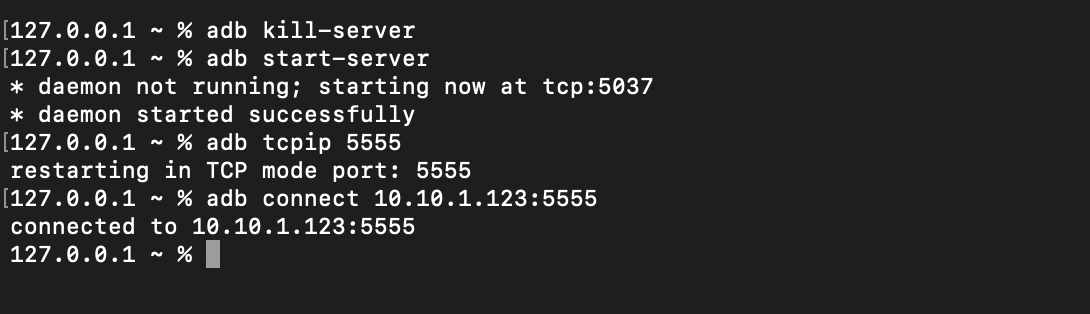 [127.0.0.1 ~ % adb kill-server
[127.0.0.1 ~ % adb start-server
* daemon not running; starting now at tcp:5037
* daemon started successfully
[127.0.0.1 ~ % adb tcpip 5555
restarting in TCP mode port: 5555
[127.0.0.1 ~ % adb connect 10.10.1.123:5555
connected to 10.10.1.123:5555
127.0.0.1 ~ %